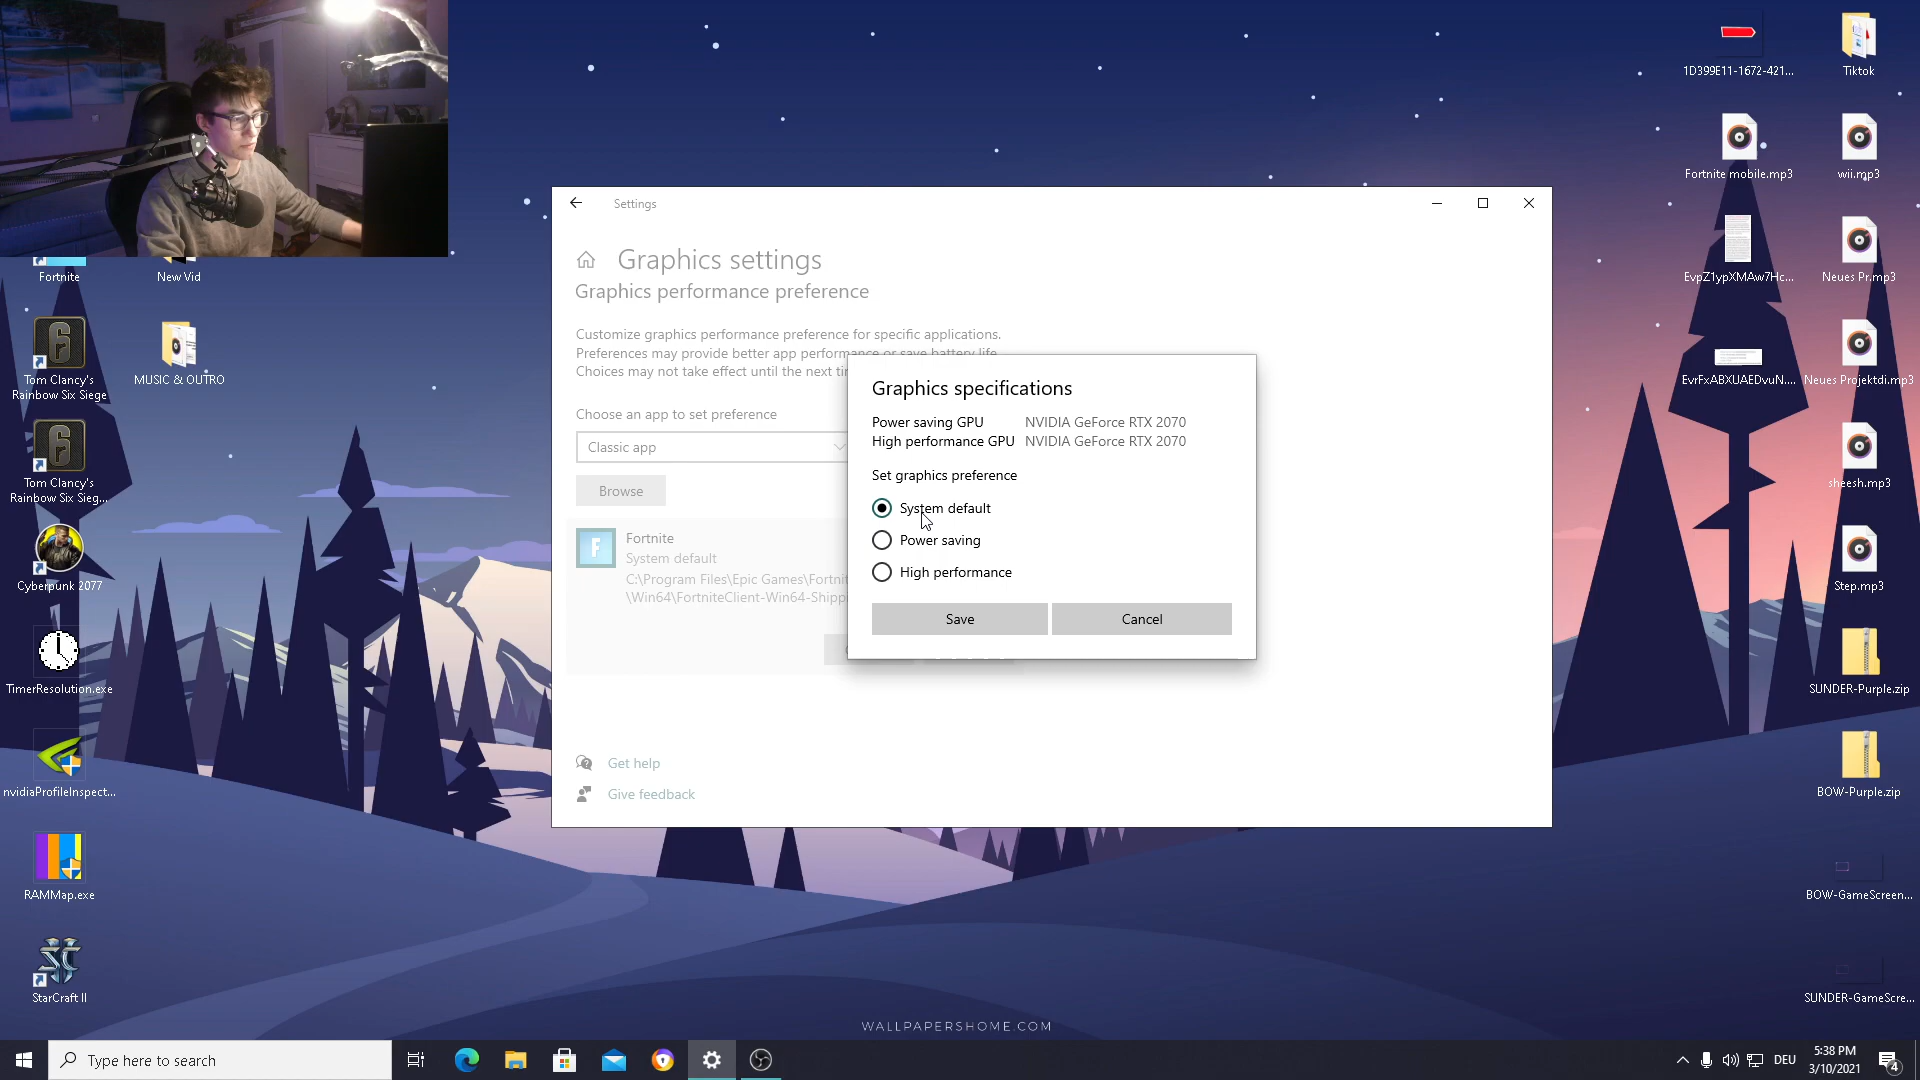 Fortnite
New Vid
Tom Clancy's
Rainbow Six Siege
MUSIC & OUTRO
Tom Clancy's
Rainbow Six Sieg...
Cyberpunk 2077
TimerResolution.exe
nvidiaProfileInspect...
RAMMap.exe
StarCraft II
Settings
Graphics settings
Graphics performance preference
Customize graphics performance preference for specific applications.
Preferences may provide better app performance or save battery life.
Choices may not take effect until the next ti
Choose an app to set preference
Classic app
Browse
Fortnite
System default
C:\Program Files\Epic Games\Fortnit
\Win64\FortniteClient-Win64-Shippi
Get help
Give feedback
Graphics specifications
Power saving GPU NVIDIA GeForce RTX 2070
High performance GPU NVIDIA GeForce RTX 2070
Set graphics preference
System default
Power saving
High performance
Save
Cancel
1D399E11-1672-421...
Tiktok
Fortnite mobile.mp3
wii.mp3
EvpZ1ypXMAw7Hc...
Neues Pr.mp3
EvrFxABXUAEDvuN....
Neues Projektdi.mp3
sheesh.mp3
Step.mp3
SUNDER-Purple.zip
BOW-Purple.zip
BOW-GameScreen...
SUNDER-GameScre...
WALLPAPERSHOME.COM
Type here to search
DEU
5:38 PM
3/10/2021
4